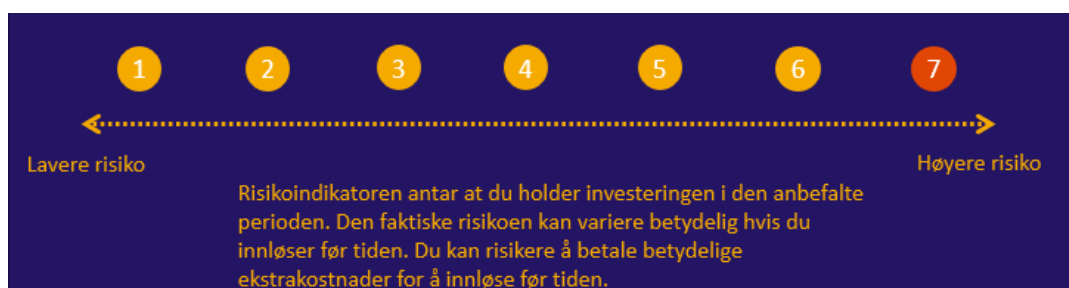 1 2 3 4 5 6 7
Lavere risiko
Høyere risiko
Risikoindikatoren antar at du holder investeringen i den anbefalte
perioden. Den faktiske risikoen kan variere betydelig hvis du
innløser før tiden. Du kan risikere å betale betydelige
ekstrakostnader for å innløse før tiden.